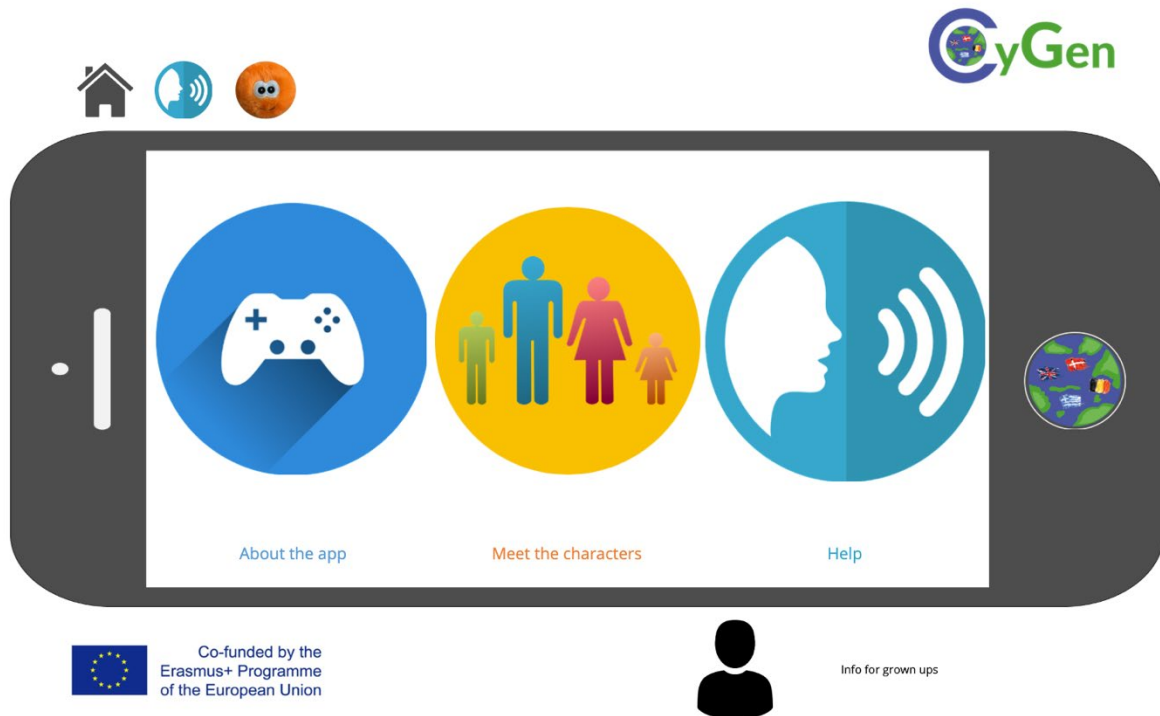 CyGen
About the app
Meet the characters
Help
Co-funded by the
Erasmus+ Programme
of the European Union
Info for grown ups